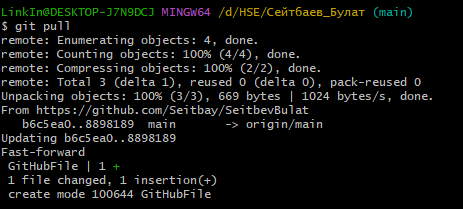 LinkIn@DESKTOP-J7N9DCJ MINGW64 /d/HSE/Сейтбаев_Булат (main)
$ git pull
remote: Enumerating objects: 4, done.
remote: Counting objects: 100% (4/4), done.
remote: Compressing objects: 100% (2/2), done.
remote: Total 3 (delta 1), reused 0 (delta 0), pack-reused 0
Unpacking objects: 100% (3/3), 669 bytes | 1024 bytes/s, done.
From https://github.com/Seitbay/SeitbevBulat
   b6c5ea0..8898189  main       -> origin/main
Updating b6c5ea0..8898189
Fast-forward
 GitHubFile | 1 +
 1 file changed, 1 insertion(+)
 create mode 100644 GitHubFile